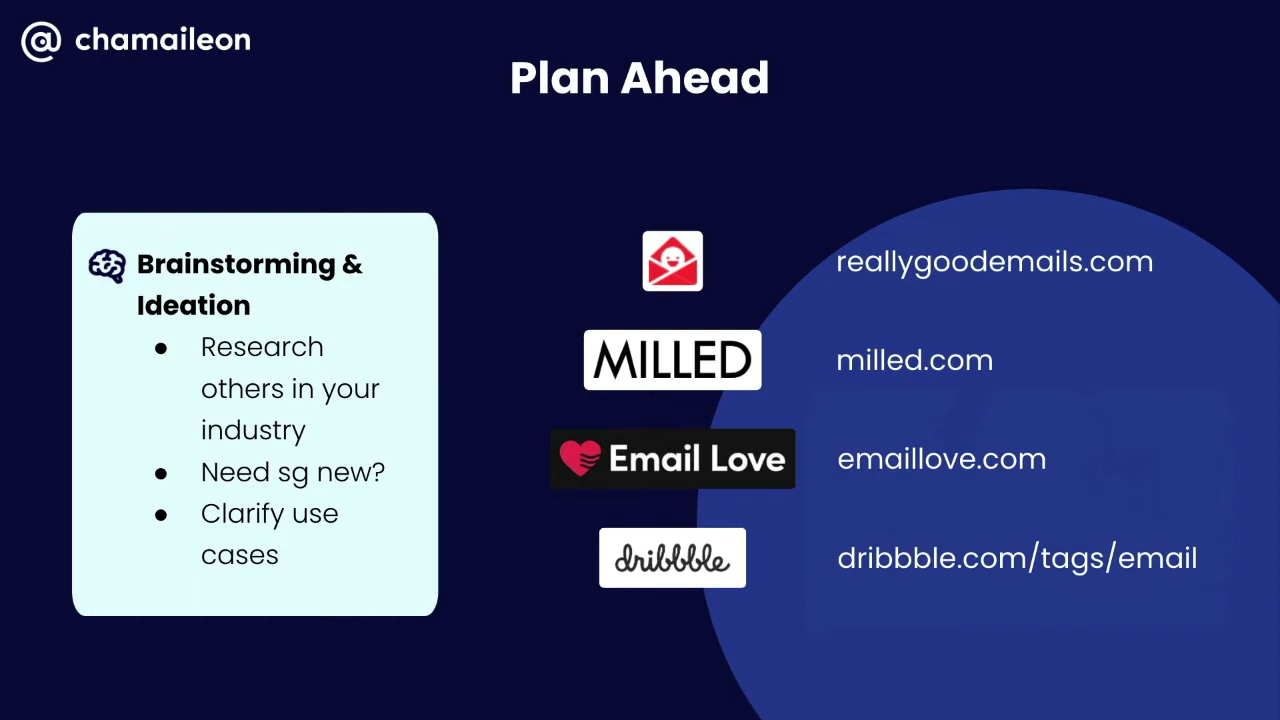 chamaileon
Plan Ahead
Brainstorming &
Ideation
● Research
others in your
industry
● Need sg new?
● Clarify use
cases
reallygoodemails.com
MILLED
milled.com
Email Love
emaillove.com
dribbble
dribbble.com/tags/email